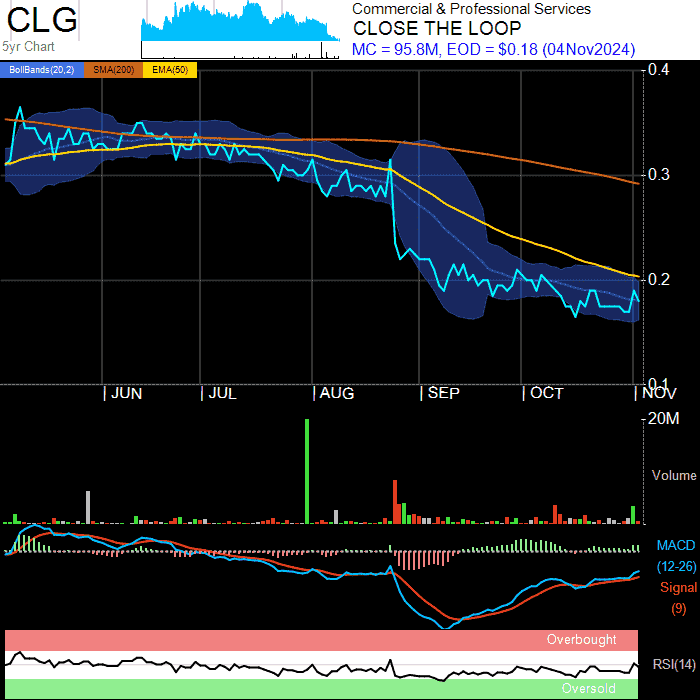 CLG
5yr Chart
Commercial & Professional Services
CLOSE THE LOOP
MC = 95.8M, EOD = $0.18 (04Nov2024)
BollBands(20,2) SMA(200) EMA(50)
0.4
0.3
0.2
0.1
JUN JUL AUG SEP OCT NOV
20M
Volume
MACD
(12-26)
Signal
(9)
Overbought
RSI(14)
Oversold